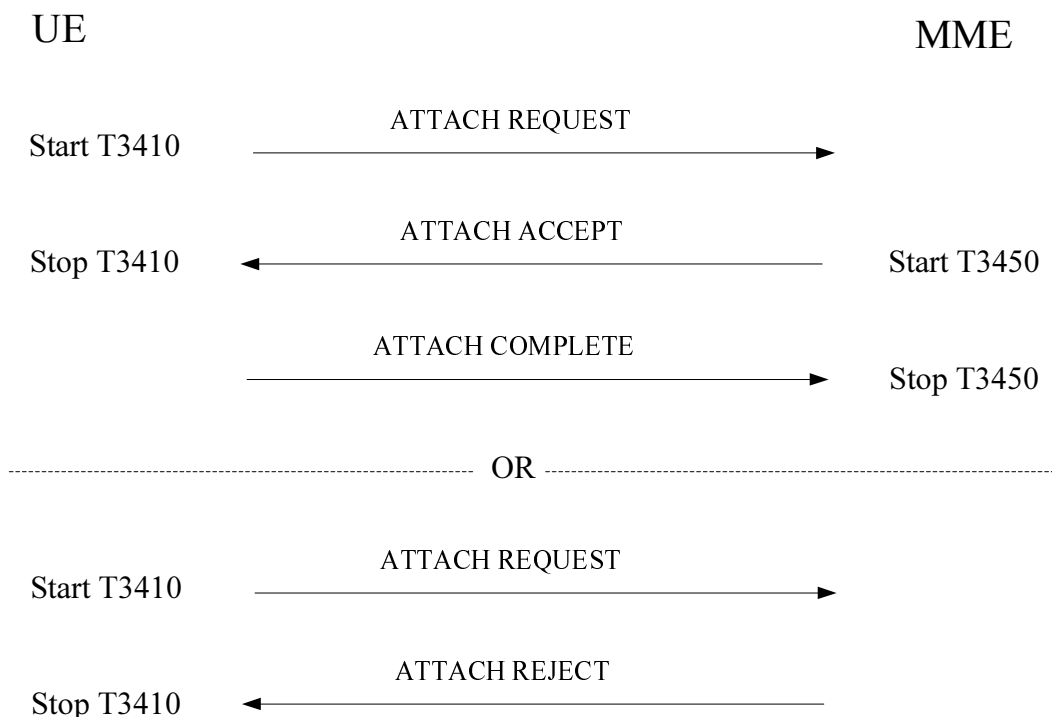 UE MME
ATTACH REQUEST
Start T3410
ATTACH ACCEPT
Stop T3410 Start T3450
ATTACH COMPLETE
Stop T3450
OR
ATTACH REQUEST
Start T3410
ATTACH REJECT
Stop T3410